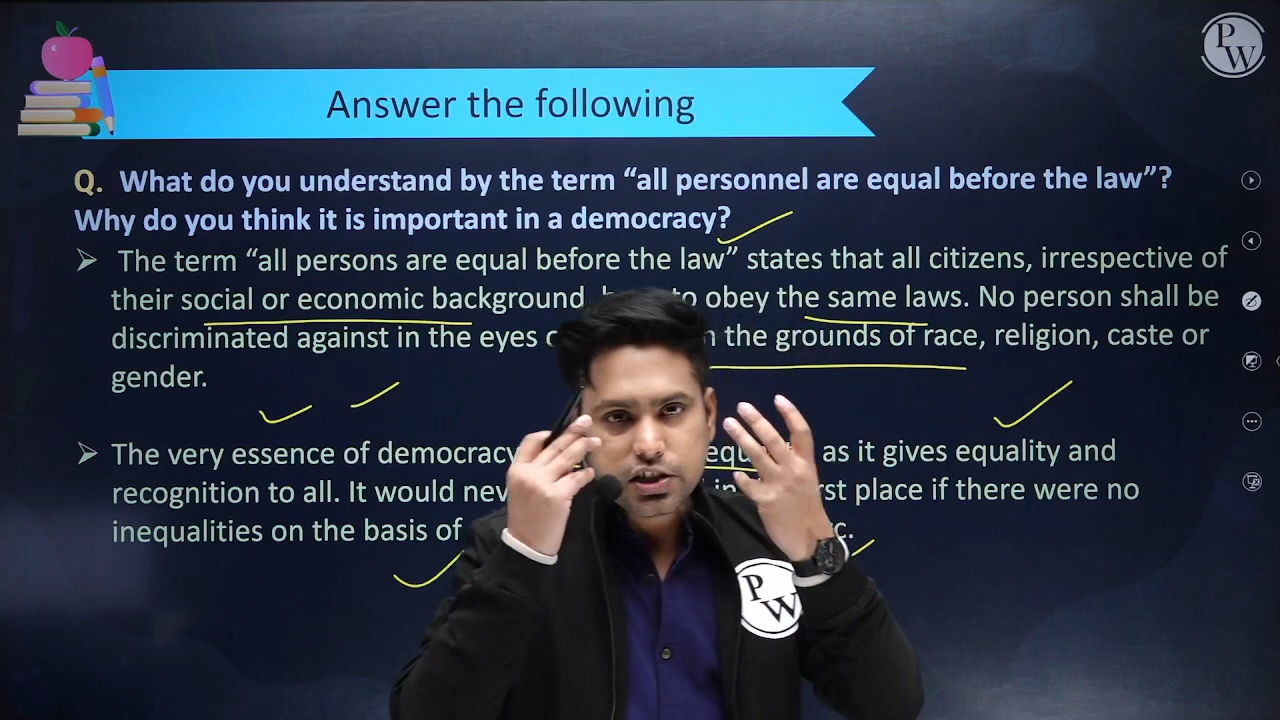 P
W
Answer the following
Q. What do you understand by the term “all personnel are equal before the law”?
Why do you think it is important in a democracy?
➢ The term “all persons are equal before the law” states that all citizens, irrespective of
their social or economic background, to obey the same laws. No person shall be
discriminated against in the eyes the grounds of race, religion, caste or
gender.
➢ The very essence of democracy as it gives equality and
recognition to all. It would in place if there were no
inequalities on the basis of
P
W